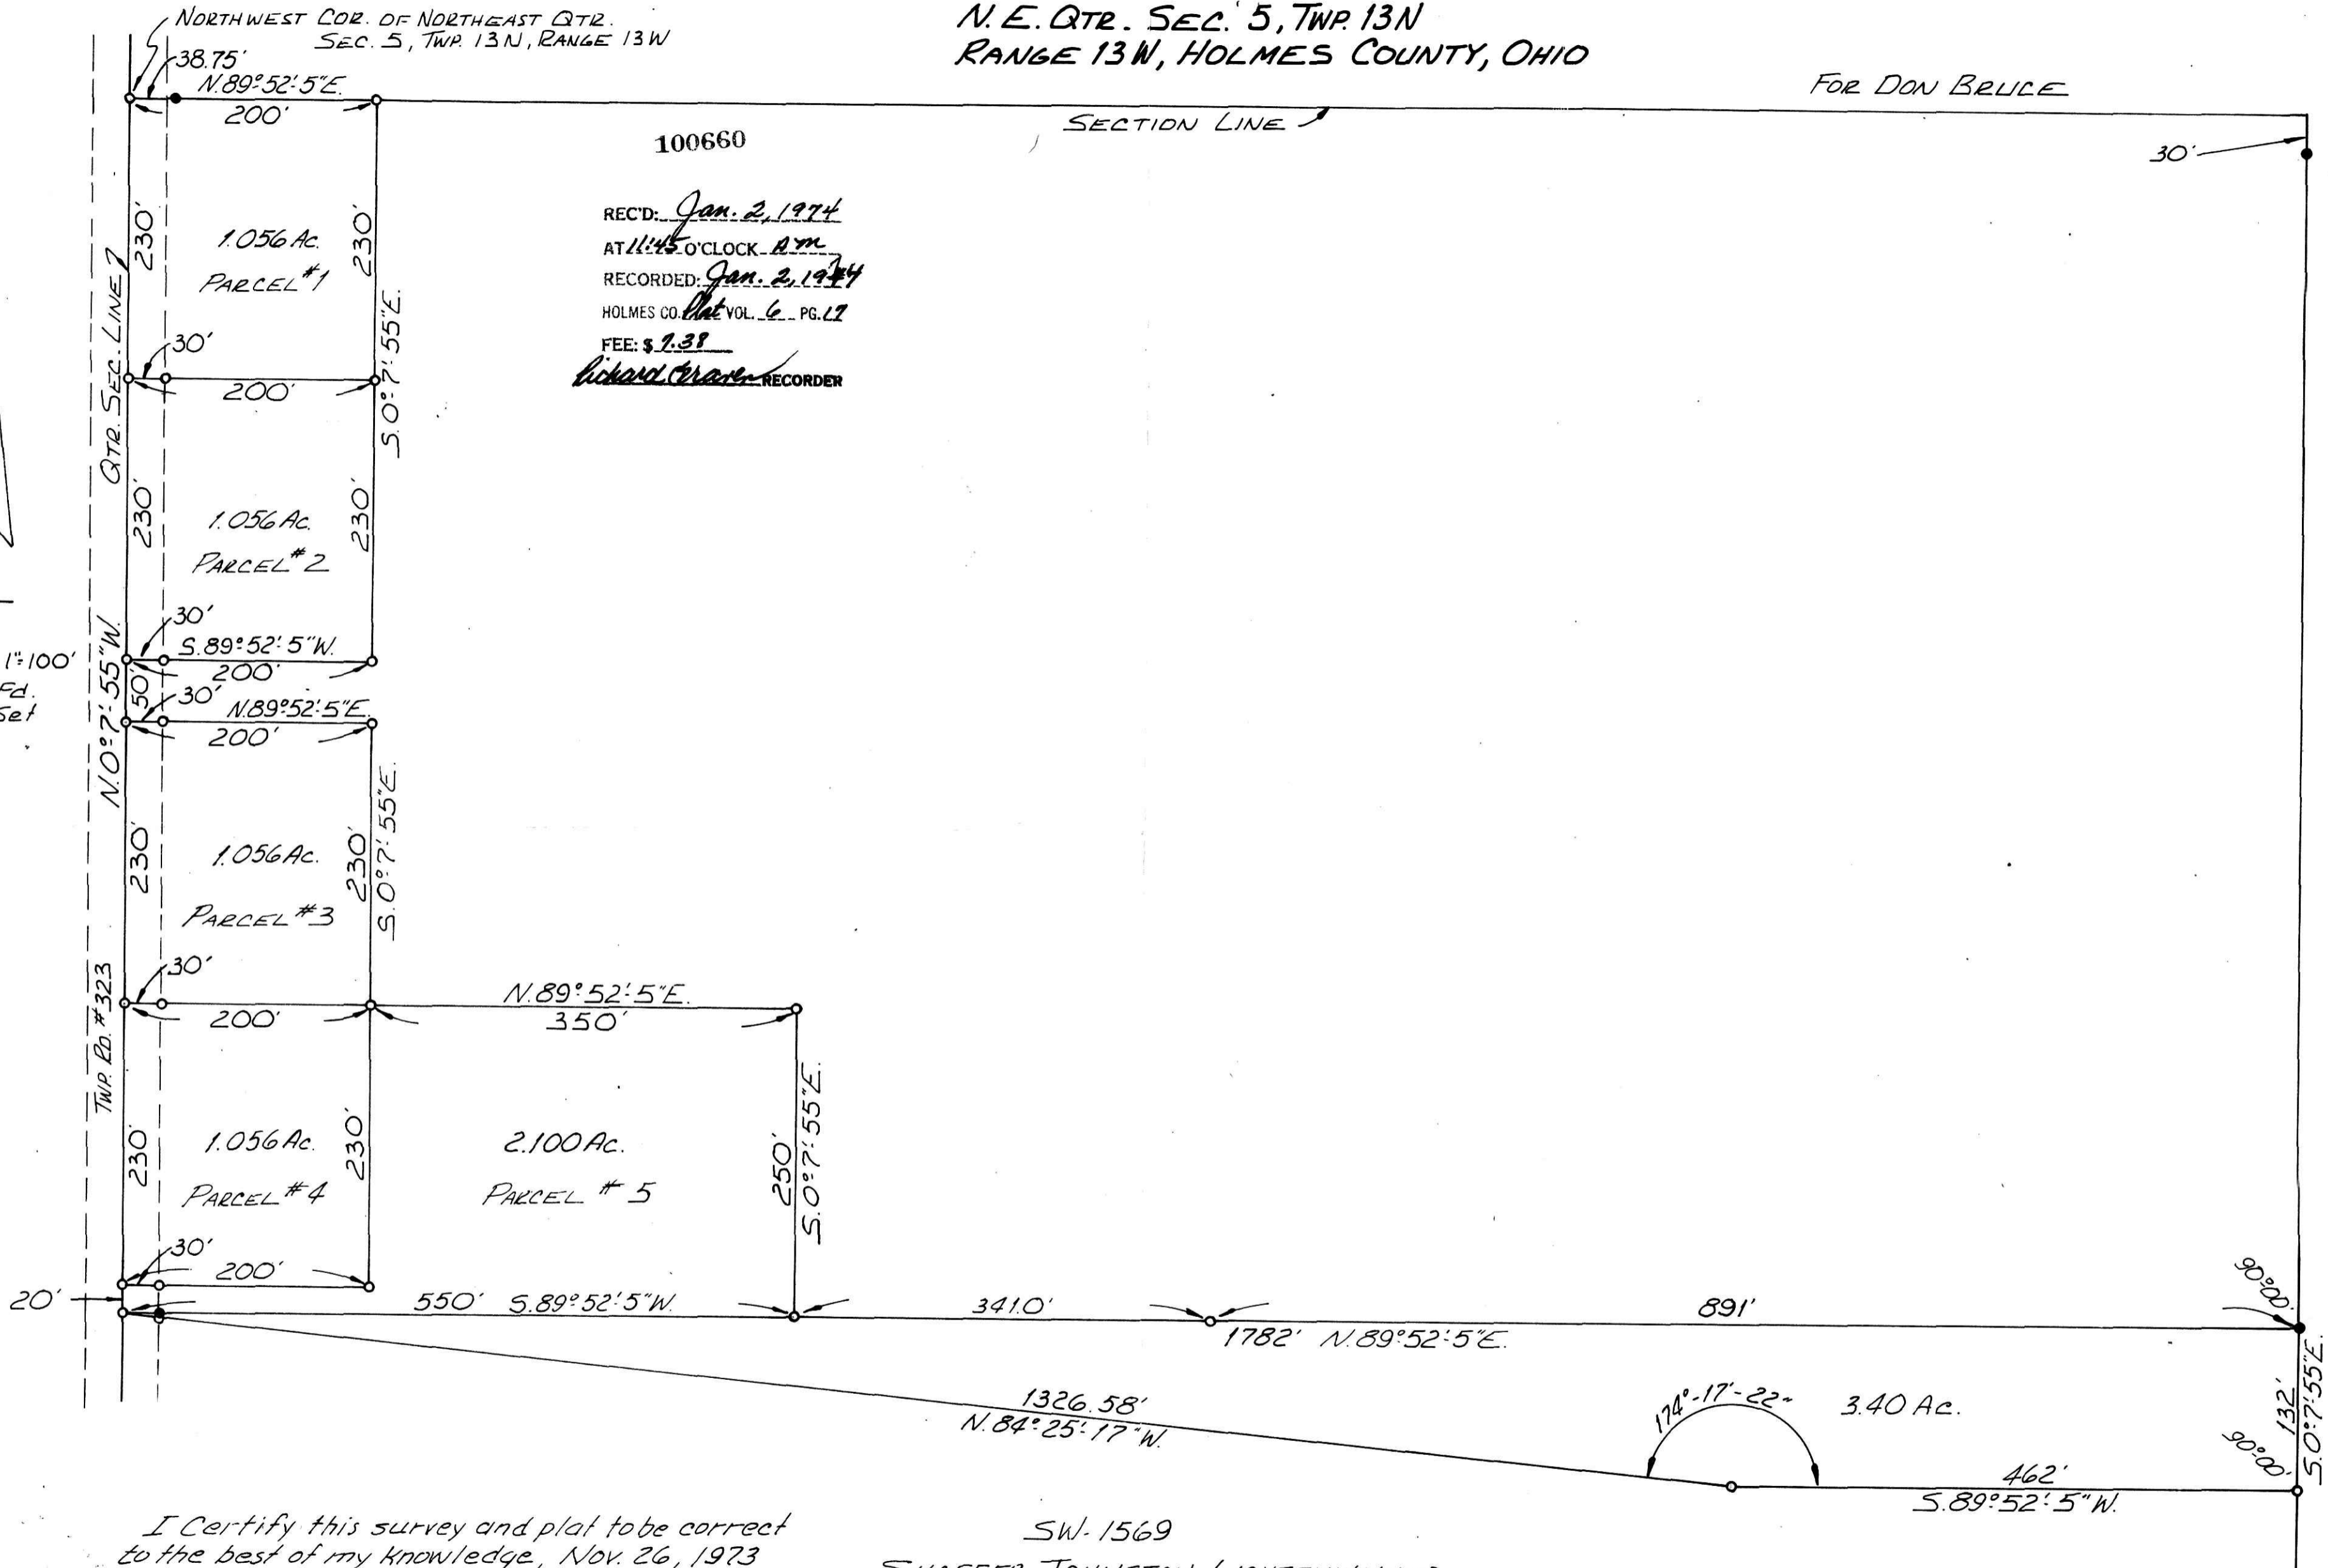 NORTHWEST COR. OF NORTHEAST QTR.
SEC. 5, TWP. 13N, RANGE 13W
N.E. QTR. SEC. 5, TWP. 13N
RANGE 13W, HOLMES COUNTY, OHIO
FOR DON BRUCE
38.75'
N.89°-52'-5"E.
200'
SECTION LINE
30'
100660
REC'D: Jan. 2, 1974
AT 11:45 O'CLOCK AM
RECORDED: Jan. 2, 1974
HOLMES CO. Plat VOL. 6 PG. 17
FEE: $
Richard RECORDER
QTR. SEC. LINE
230'
1.056 Ac.
PARCEL #1
230'
S.0°-7'-55"E.
30'
200'
230'
1.056 Ac.
PARCEL #2
230'
30'
S.89°-52'-5"W.
200'
1"=100'
Fd.
Set
N.0°-7'-55"W.
50'
30'
N.89°52'-5"E.
200'
230'
1.056 Ac.
PARCEL #3
230'
S.0°-7'-55"E.
30'
200'
N.89°-52'-5"E.
350'
TWP. RD. #323
230'
1.056 Ac.
PARCEL #4
230'
2.100 Ac.
PARCEL #5
250'
S.0°-7'-55"E.
30'
200'
20'
550' S.89°-52'-5"W.
341.0'
891'
90°-00'
1782' N.89°-52'-5"E.
1326.58'
N.84°-25'-17"W.
174°-17'-22"
3.40 Ac.
132'
S.0°-7'-55"E.
90°-00'
462'
S.89°-52'-5"W.
I Certify this survey and plat to be correct
to the best of my knowledge, Nov. 26, 1973
SW-1569